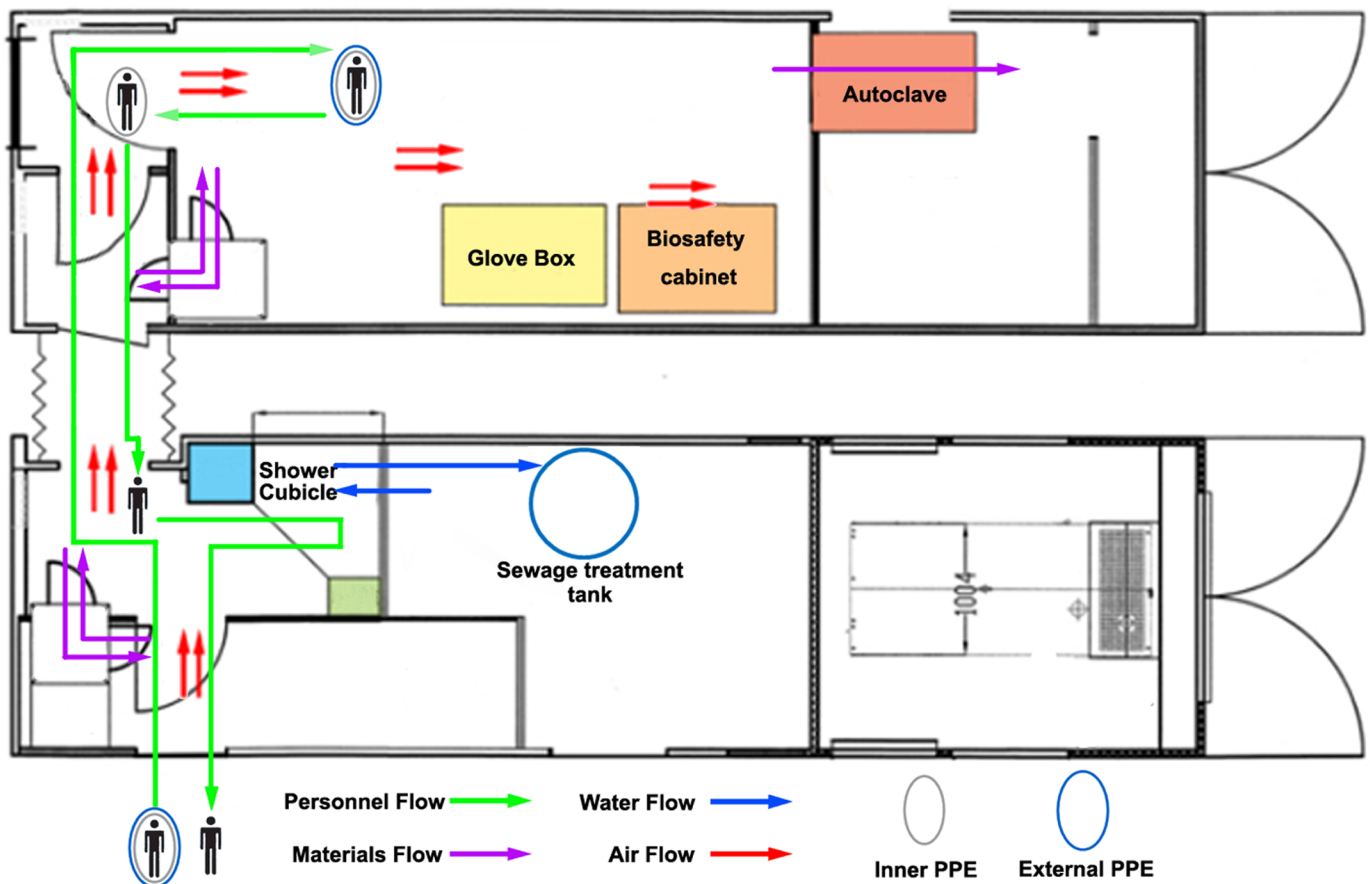 Autoclave
Glove Box
Biosafety
cabinet
Shower
Cubicle
Sewage treatment
tank
1004
Personnel Flow
Water Flow
Materials Flow
Air Flow
Inner PPE
External PPE